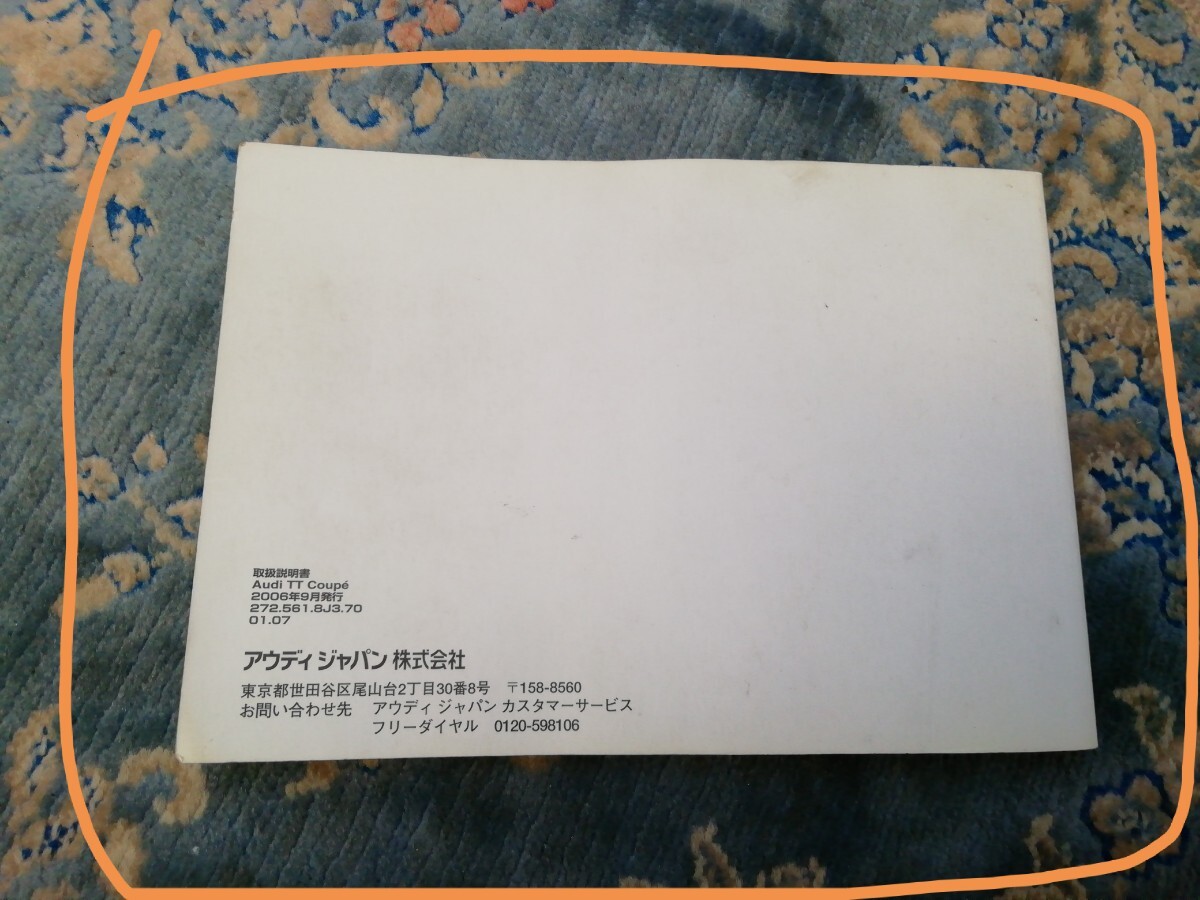 取扱説明書
Audi TT Coupé
2006年9月発行
272.561.8J3.70
01.07
アウディ ジャパン 株式会社
東京都世田谷区尾山台2丁目30番8号 〒158-8560
お問い合わせ先 アウディ ジャパン カスタマーサービス
フリーダイヤル 0120-598106